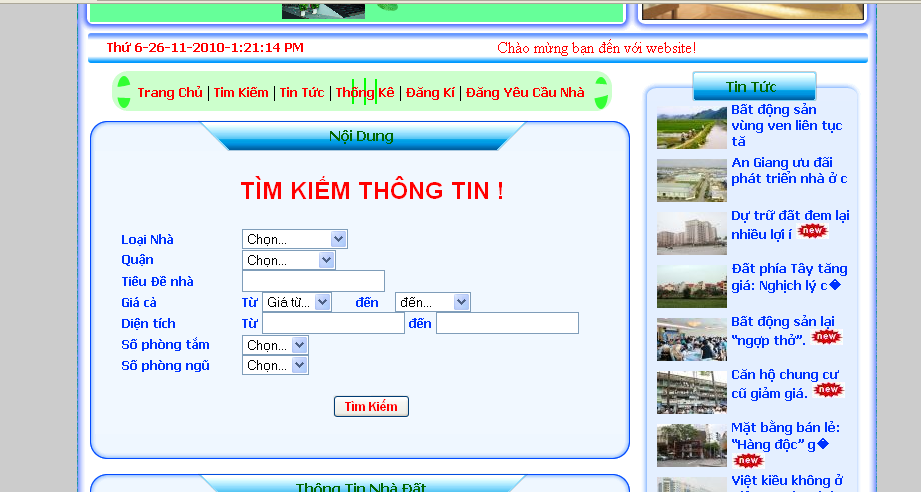 Thứ 6-26-11-2010-1:21:14 PM
Chào mừng bạn đến với website!
Trang Chủ | Tìm Kiếm | Tin Tức | Thống Kê | Đăng Kí | Đăng Yêu Cầu Nhà
Nội Dung
TÌM KIẾM THÔNG TIN !
Loại Nhà Chọn...
Quận Chọn...
Tiêu Đề nhà
Giá cả Từ Giá từ... đến đến...
Diện tích Từ đến
Số phòng tắm Chọn...
Số phòng ngũ Chọn...
Tìm Kiếm
Thông Tin Nhà Đất
Tin Tức
Bất động sản
vùng ven liên tục
tă
An Giang ưu đãi
phát triển nhà ở c
Dự trữ đất đem lại
nhiều lợi í new
Đất phía Tây tăng
giá: Nghịch lý c�
Bất động sản lại
"ngợp thở". new
Căn hộ chung cư
cũ giảm giá. new
Mặt bằng bán lẻ:
"Hàng độc" g�
new
Việt kiều không ở